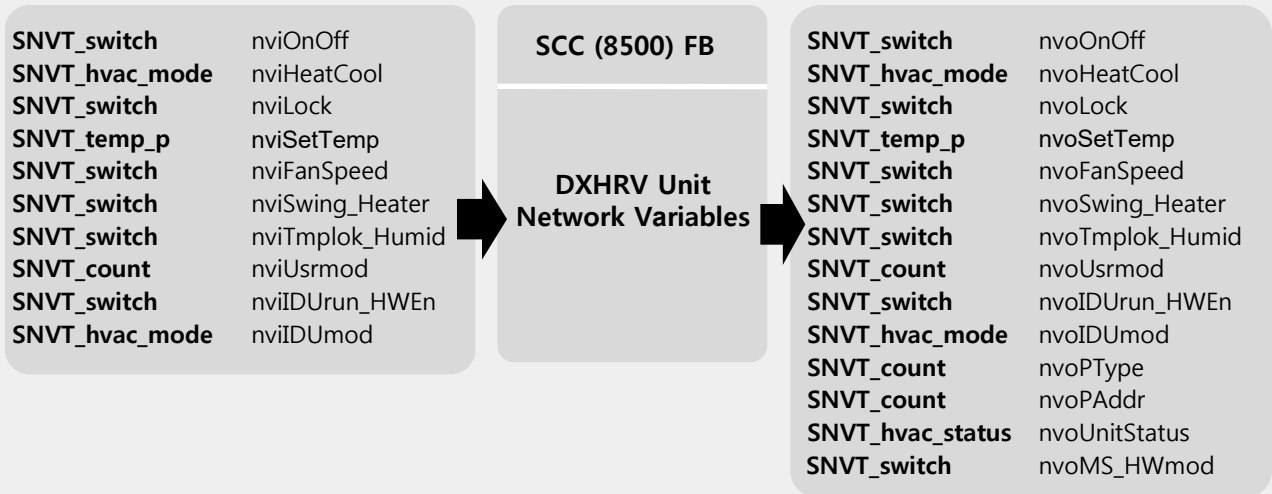 SNVT_switch nviOnOff
SNVT_hvac_mode nviHeatCool
SNVT_switch nviLock
SNVT_temp_p nviSetTemp
SNVT_switch nviFanSpeed
SNVT_switch nviSwing_Heater
SNVT_switch nviTmplok_Humid
SNVT_count nviUsrmod
SNVT_switch nviIDUrun_HWEn
SNVT_hvac_mode nviIDUmod
SCC (8500) FB
DXHRV Unit
Network Variables
SNVT_switch nvoOnOff
SNVT_hvac_mode nvoHeatCool
SNVT_switch nvoLock
SNVT_temp_p nvoSetTemp
SNVT_switch nvoFanSpeed
SNVT_switch nvoSwing_Heater
SNVT_switch nvoTmplok_Humid
SNVT_count nvoUsrmod
SNVT_switch nvoIDUrun_HWEn
SNVT_hvac_mode nvoIDUmod
SNVT_count nvoPType
SNVT_count nvoPAddr
SNVT_hvac_status nvoUnitStatus
SNVT_switch nvoMS_HWmod